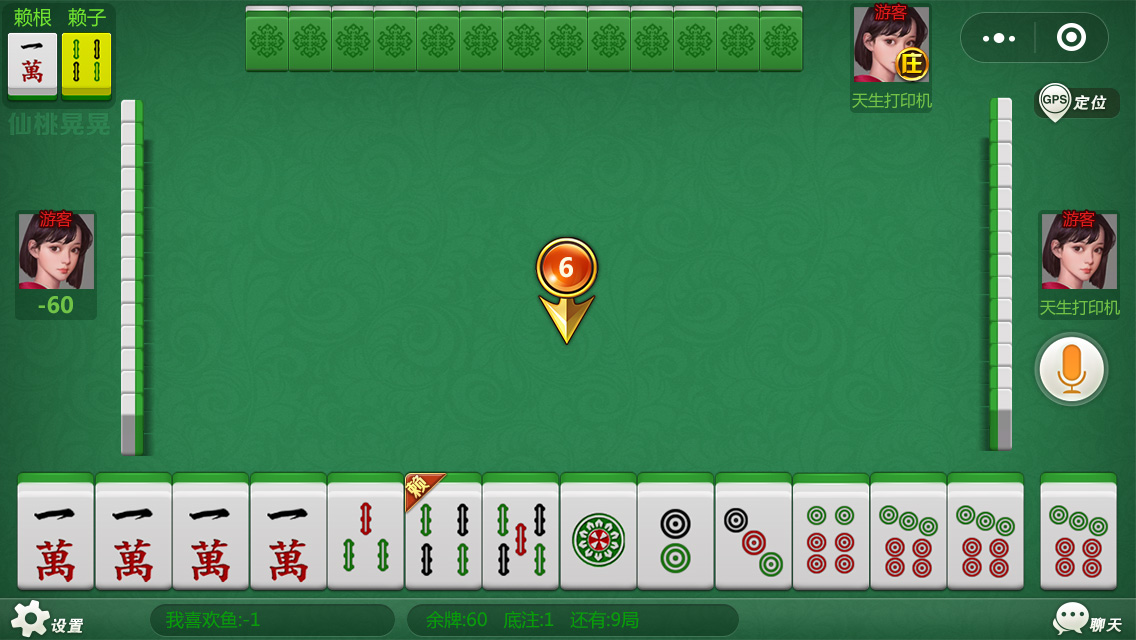 赖根 赖子
一萬
仙桃晃晃
游客
庄
天生打印机
GPS 定位
游客
-60
6
游客
天生打印机
一萬 一萬 一萬 一萬 赖
设置
我喜欢鱼:-1
余牌:60 底注:1 还有:9局
聊天